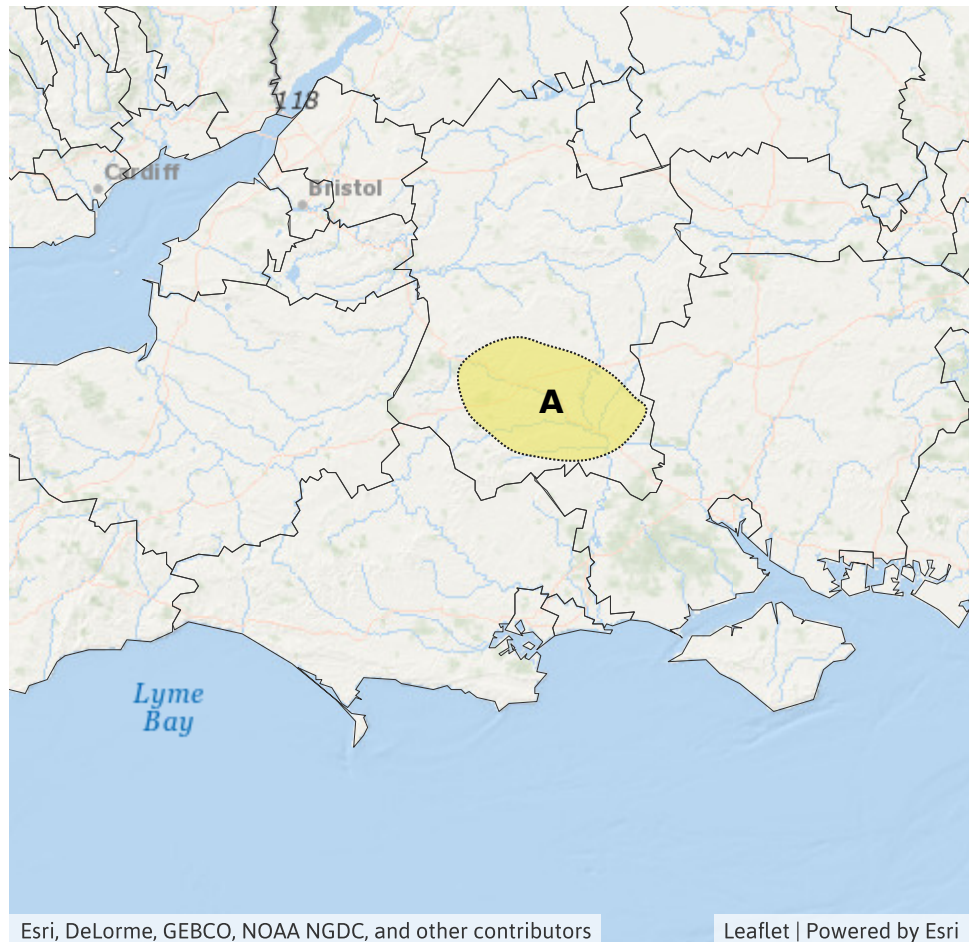 118
Cardiff
Bristol
A
Lyme
Bay
Esri, DeLorme, GEBCO, NOAA NGDC, and other contributors
Leaflet | Powered by Esri